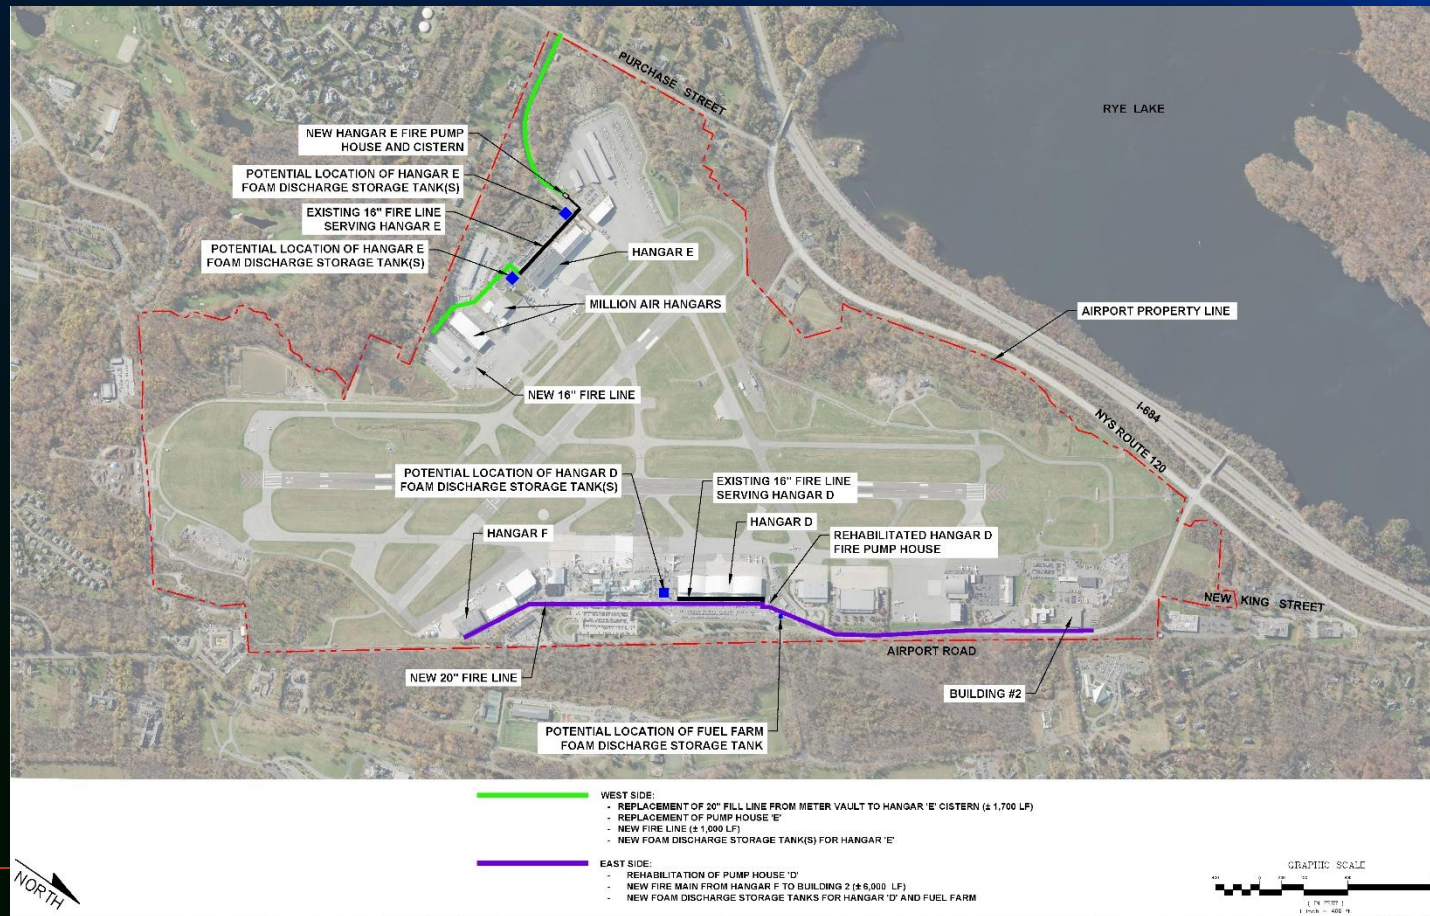 PURCHASE STREET
RYE LAKE
NEW HANGAR E FIRE PUMP
HOUSE AND CISTERN
POTENTIAL LOCATION OF HANGAR E
FOAM DISCHARGE STORAGE TANK(S)
EXISTING 16" FIRE LINE
SERVING HANGAR E
POTENTIAL LOCATION OF HANGAR E
FOAM DISCHARGE STORAGE TANK(S)
HANGAR E
MILLION AIR HANGARS
AIRPORT PROPERTY LINE
NEW 16" FIRE LINE
I-684
NYS ROUTE 120
POTENTIAL LOCATION OF HANGAR D
FOAM DISCHARGE STORAGE TANK(S)
EXISTING 16" FIRE LINE
SERVING HANGAR D
HANGAR D
HANGAR F
REHABILITATED HANGAR D
FIRE PUMP HOUSE
NEW KING STREET
AIRPORT ROAD
NEW 20" FIRE LINE
BUILDING #2
POTENTIAL LOCATION OF FUEL FARM
FOAM DISCHARGE STORAGE TANK
WEST SIDE:
- REPLACEMENT OF 20" FILL LINE FROM METER VAULT TO HANGAR 'E' CISTERN (± 1,700 LF)
- REPLACEMENT OF PUMP HOUSE 'E'
- NEW FIRE LINE (± 1,000 LF)
- NEW FOAM DISCHARGE STORAGE TANK(S) FOR HANGAR 'E'
EAST SIDE:
- REHABILITATION OF PUMP HOUSE 'D'
- NEW FIRE MAIN FROM HANGAR F TO BUILDING 2 (± 6,000 LF)
- NEW FOAM DISCHARGE STORAGE TANKS FOR HANGAR 'D' AND FUEL FARM
NORTH
GRAPHIC SCALE
( IN FEET )
1 inch = 400 ft.